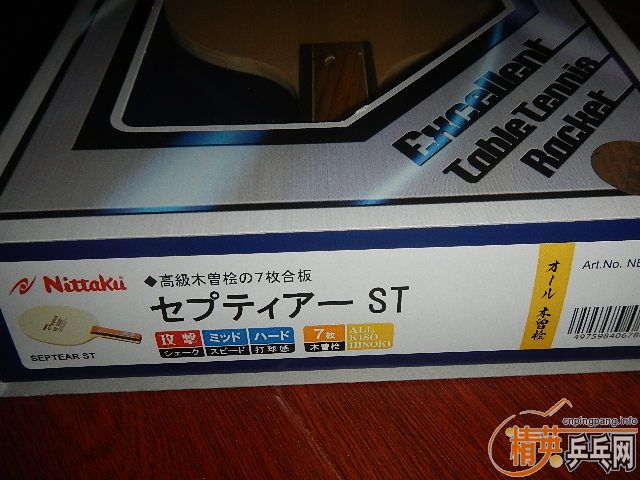 Excellent
Table Tennis
Racket
Nittaku
◆高級木曽桧の7枚合板
セプティアー ST
SEPTEAR ST
攻撃 ミッド ハード 7枚 ALL KISO HINOKI
シェーク スピード 打球感 木曽桧
オール木曽桧
Art.No. NE
cnpingpang.info
精英乒乓网